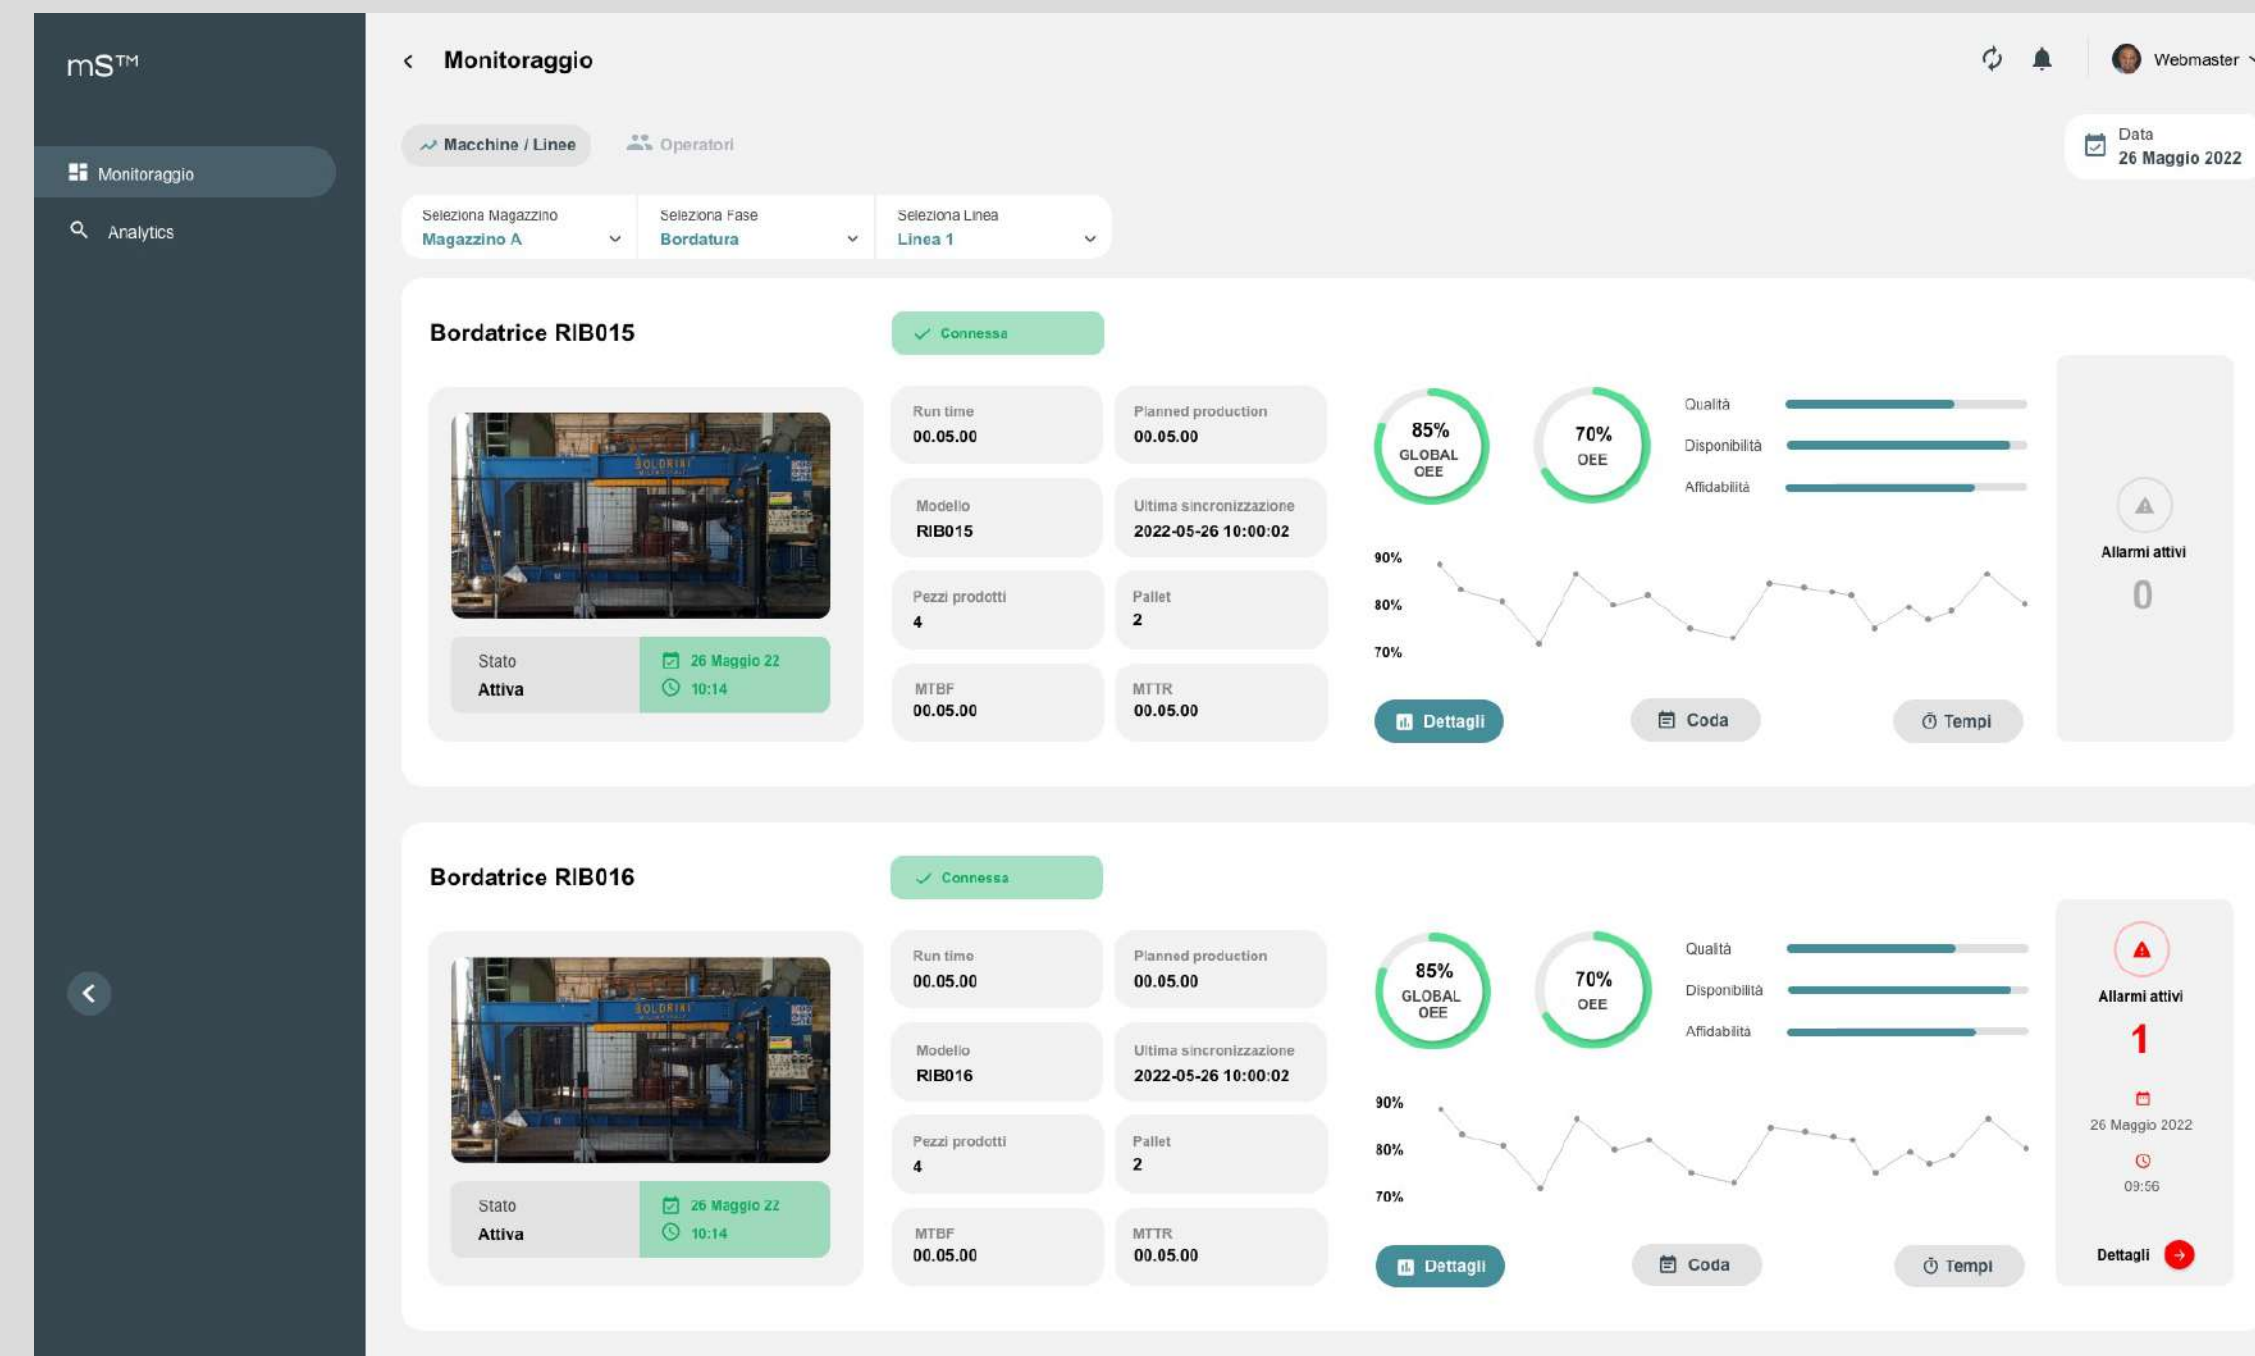 mS™
Monitoraggio
Analytics
Monitoraggio
Webmaster
Macchine / Linee
Operatori
Data
26 Maggio 2022
Seleziona Magazzino
Magazzino A
Seleziona Fase
Bordatura
Seleziona Linea
Linea 1
Bordatrice RIB015
Connessa
BOLDRINI
Stato
Attiva
26 Maggio 22
10:14
Run time
00.05.00
Planned production
00.05.00
Modello
RIB015
Ultima sincronizzazione
2022-05-26 10:00:02
Pezzi prodotti
4
Pallet
2
MTBF
00.05.00
MTTR
00.05.00
85%
GLOBAL
OEE
70%
OEE
Qualità
Disponibilità
Affidabilità
90%
80%
70%
Dettagli
Coda
Tempi
Allarmi attivi
0
Bordatrice RIB016
Connessa
BOLDRINI
Stato
Attiva
26 Maggio 22
10:14
Run time
00.05.00
Planned production
00.05.00
Modello
RIB016
Ultima sincronizzazione
2022-05-26 10:00:02
Pezzi prodotti
4
Pallet
2
MTBF
00.05.00
MTTR
00.05.00
85%
GLOBAL
OEE
70%
OEE
Qualità
Disponibilità
Affidabilità
90%
80%
70%
Dettagli
Coda
Tempi
Allarmi attivi
1
26 Maggio 2022
09:56
Dettagli